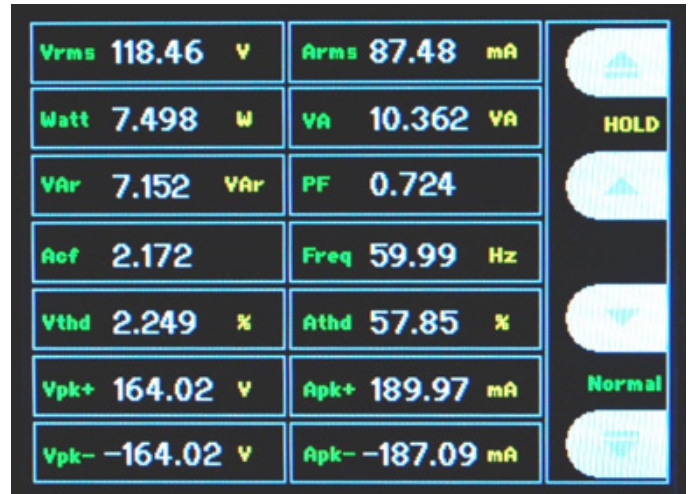 Vrms 118.46 V Arms 87.48 mA
Watt 7.498 W VA 10.362 VA HOLD
VAr 7.152 VAr PF 0.724
Acf 2.172 Freq 59.99 Hz
Vthd 2.249 % Athd 57.85 %
Vpk+ 164.02 V Apk+ 189.97 mA Normal
Vpk- -164.02 V Apk- -187.09 mA